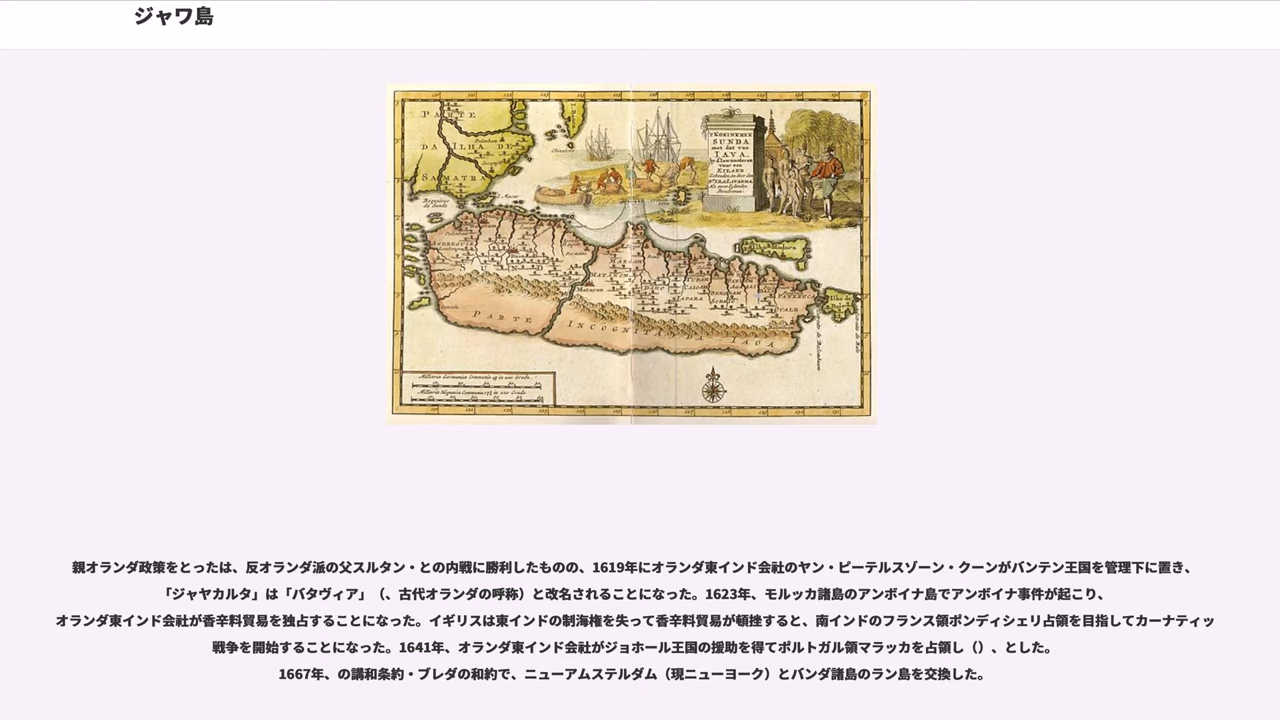 ジャワ島
PARTE
DA ILHA DE
SAMATRA
'T KONINKRYK
SUNDA
met dat van
IAVA.
EILAND
PARTE INCOGNITA DA IAOA
親オランダ政策をとったは、反オランダ派の父スルタン・との内戦に勝利したものの、1619年にオランダ東インド会社のヤン・ピーテルスゾーン・クーンがバンテン王国を管理下に置き、
「ジャヤカルタ」は「バタヴィア」（、古代オランダの呼称）と改名されることになった。1623年、モルッカ諸島のアンボイナ島でアンボイナ事件が起こり、
オランダ東インド会社が香辛料貿易を独占することになった。イギリスは東インドの制海権を失って香辛料貿易が頓挫すると、南インドのフランス領ポンディシェリ占領を目指してカーナティッ
戦争を開始することになった。1641年、オランダ東インド会社がジョホール王国の援助を得てポルトガル領マラッカを占領し（）、とした。
1667年、の講和条約・ブレダの和約で、ニューアムステルダム（現ニューヨーク）とバンダ諸島のラン島を交換した。